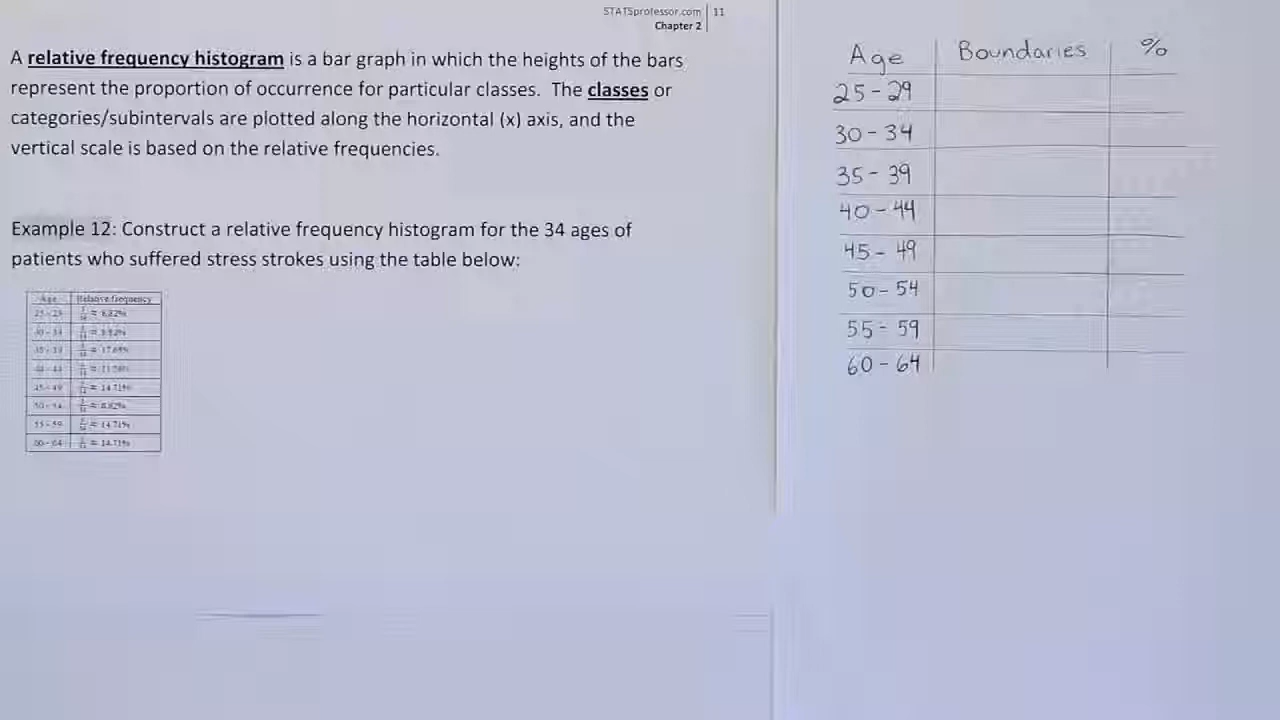 STATSprofessor.com 11
Chapter 2
A relative frequency histogram is a bar graph in which the heights of the bars
represent the proportion of occurrence for particular classes. The classes or
categories/subintervals are plotted along the horizontal (x) axis, and the
vertical scale is based on the relative frequencies.
Example 12: Construct a relative frequency histogram for the 34 ages of
patients who suffered stress strokes using the table below:
Age Relative frequency
Age Boundaries %
25 - 29
30 - 34
35 - 39
40 - 44
45 - 49
50 - 54
55 - 59
60 - 64